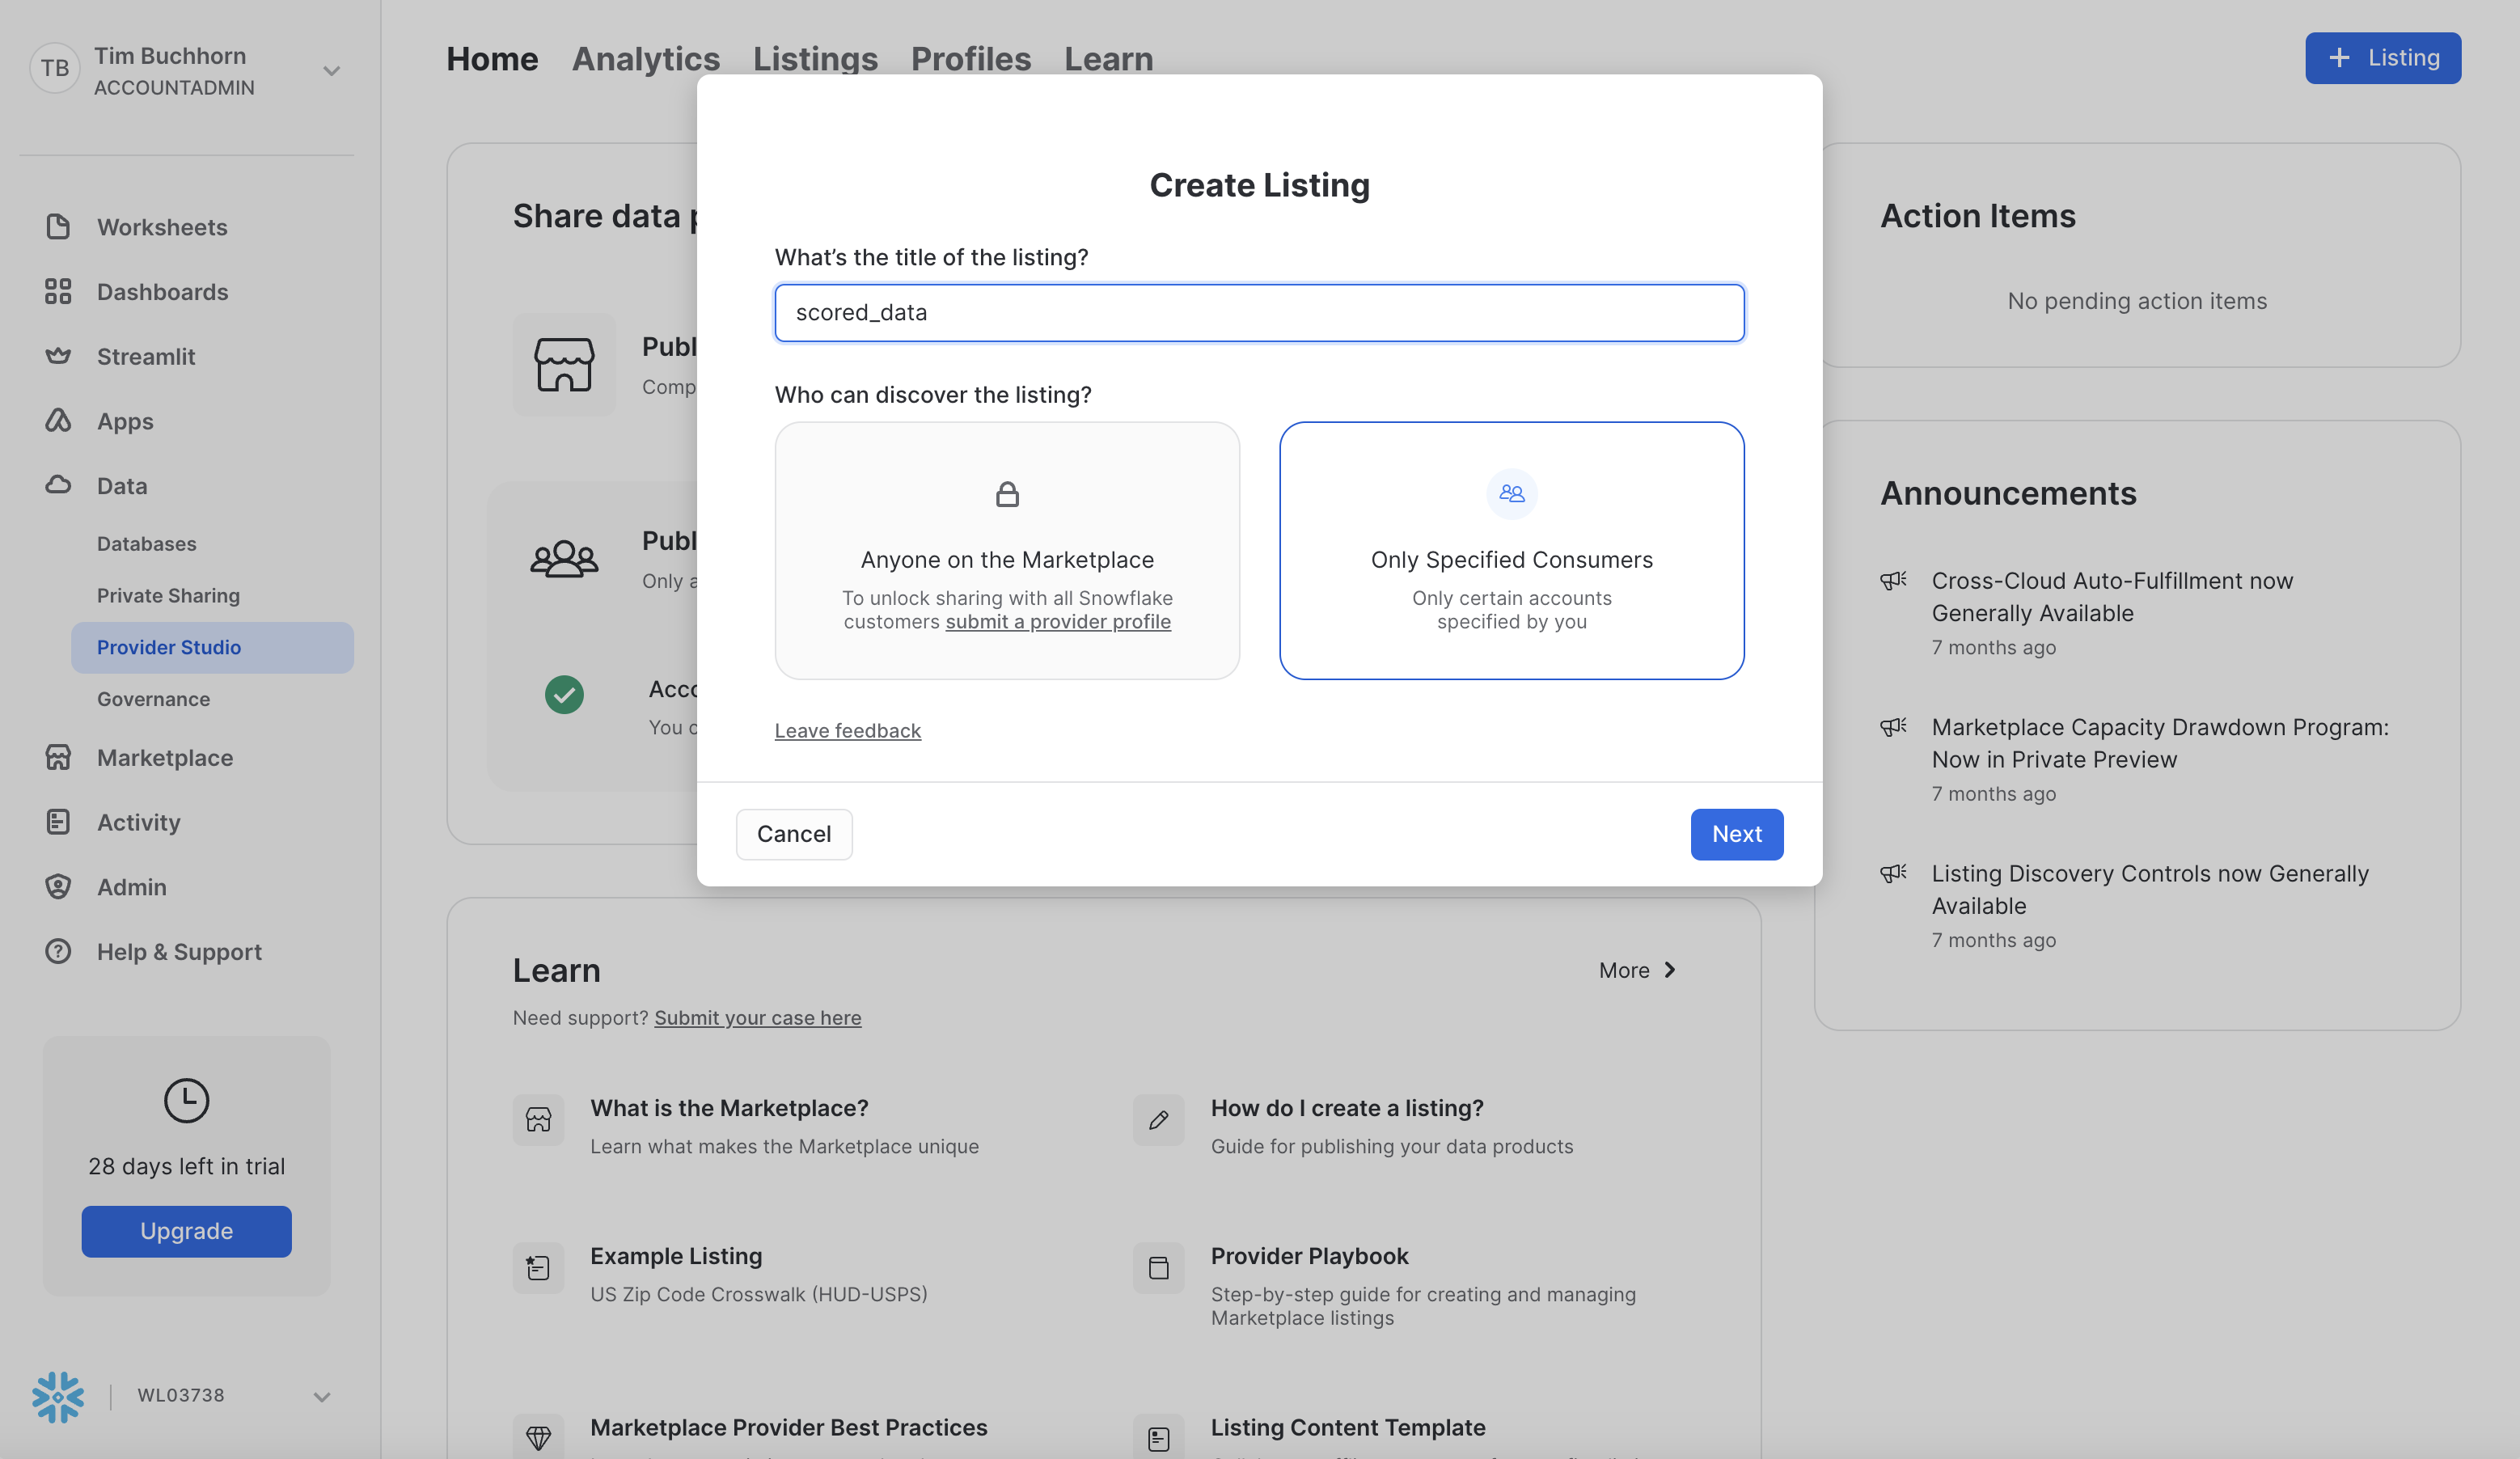 TB
Tim Buchhorn
ACCOUNTADMIN
Worksheets
Dashboards
Streamlit
Apps
Data
Databases
Private Sharing
Provider Studio
Governance
Marketplace
Activity
Admin
Help & Support
28 days left in trial
Upgrade
WL03738
Home Analytics Listings Profiles Learn
+ Listing
Share data
Publ
Comp
Publ
Only a
Acco
You c
Create Listing
What’s the title of the listing?
scored_data
Who can discover the listing?
Anyone on the Marketplace
To unlock sharing with all Snowflake
customers submit a provider profile
Only Specified Consumers
Only certain accounts
specified by you
Leave feedback
Cancel
Next
Action Items
No pending action items
Announcements
Cross-Cloud Auto-Fulfillment now
Generally Available
7 months ago
Marketplace Capacity Drawdown Program:
Now in Private Preview
7 months ago
Listing Discovery Controls now Generally
Available
7 months ago
Learn
More
Need support? Submit your case here
What is the Marketplace?
Learn what makes the Marketplace unique
How do I create a listing?
Guide for publishing your data products
Example Listing
US Zip Code Crosswalk (HUD-USPS)
Provider Playbook
Step-by-step guide for creating and managing
Marketplace listings
Marketplace Provider Best Practices
Listing Content Template